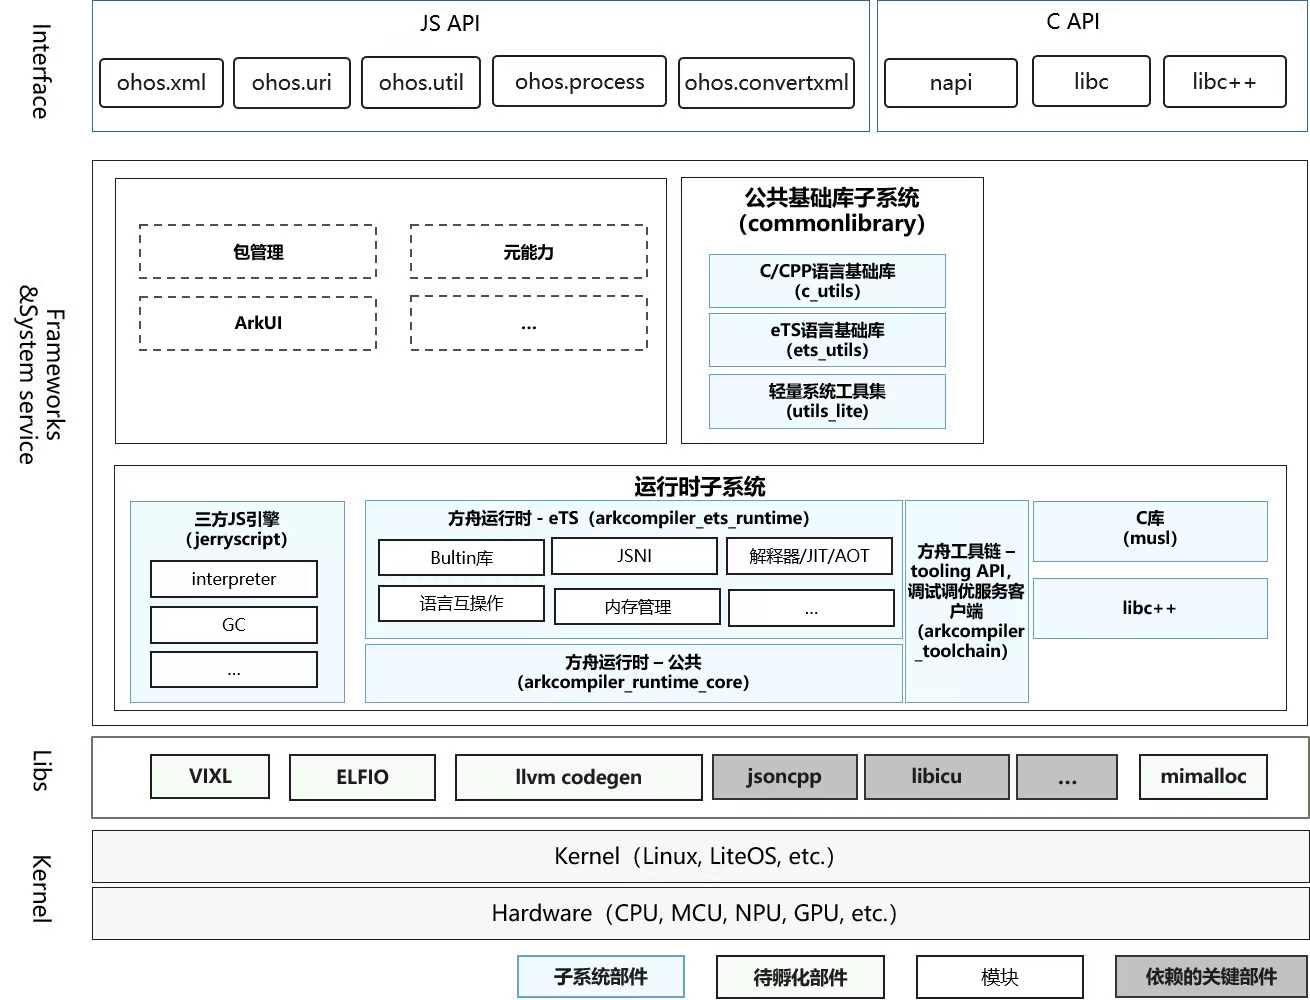 Interface
JS API
ohos.xml
ohos.uri
ohos.util
ohos.process
ohos.convertxml
C API
napi
libc
libc++
Frameworks
&System service
包管理
元能力
ArkUI
...
公共基础库子系统
（commonlibrary）
C/CPP语言基础库
(c_utils)
eTS语言基础库
(ets_utils)
轻量系统工具集
(utils_lite)
运行时子系统
三方JS引擎
（jerryscript）
interpreter
GC
...
方舟运行时 - eTS（arkcompiler_ets_runtime）
Bultin库
JSNI
解释器/JIT/AOT
语言互操作
内存管理
...
方舟运行时 – 公共
（arkcompiler_runtime_core）
方舟工具链 –
tooling API，
调试调优服务客
户端
（arkcompiler
_toolchain）
C库
（musl）
libc++
Libs
VIXL
ELFIO
llvm codegen
jsoncpp
libicu
...
mimalloc
Kernel
Kernel（Linux, LiteOS, etc.）
Hardware（CPU, MCU, NPU, GPU, etc.）
子系统部件
待孵化部件
模块
依赖的关键部件